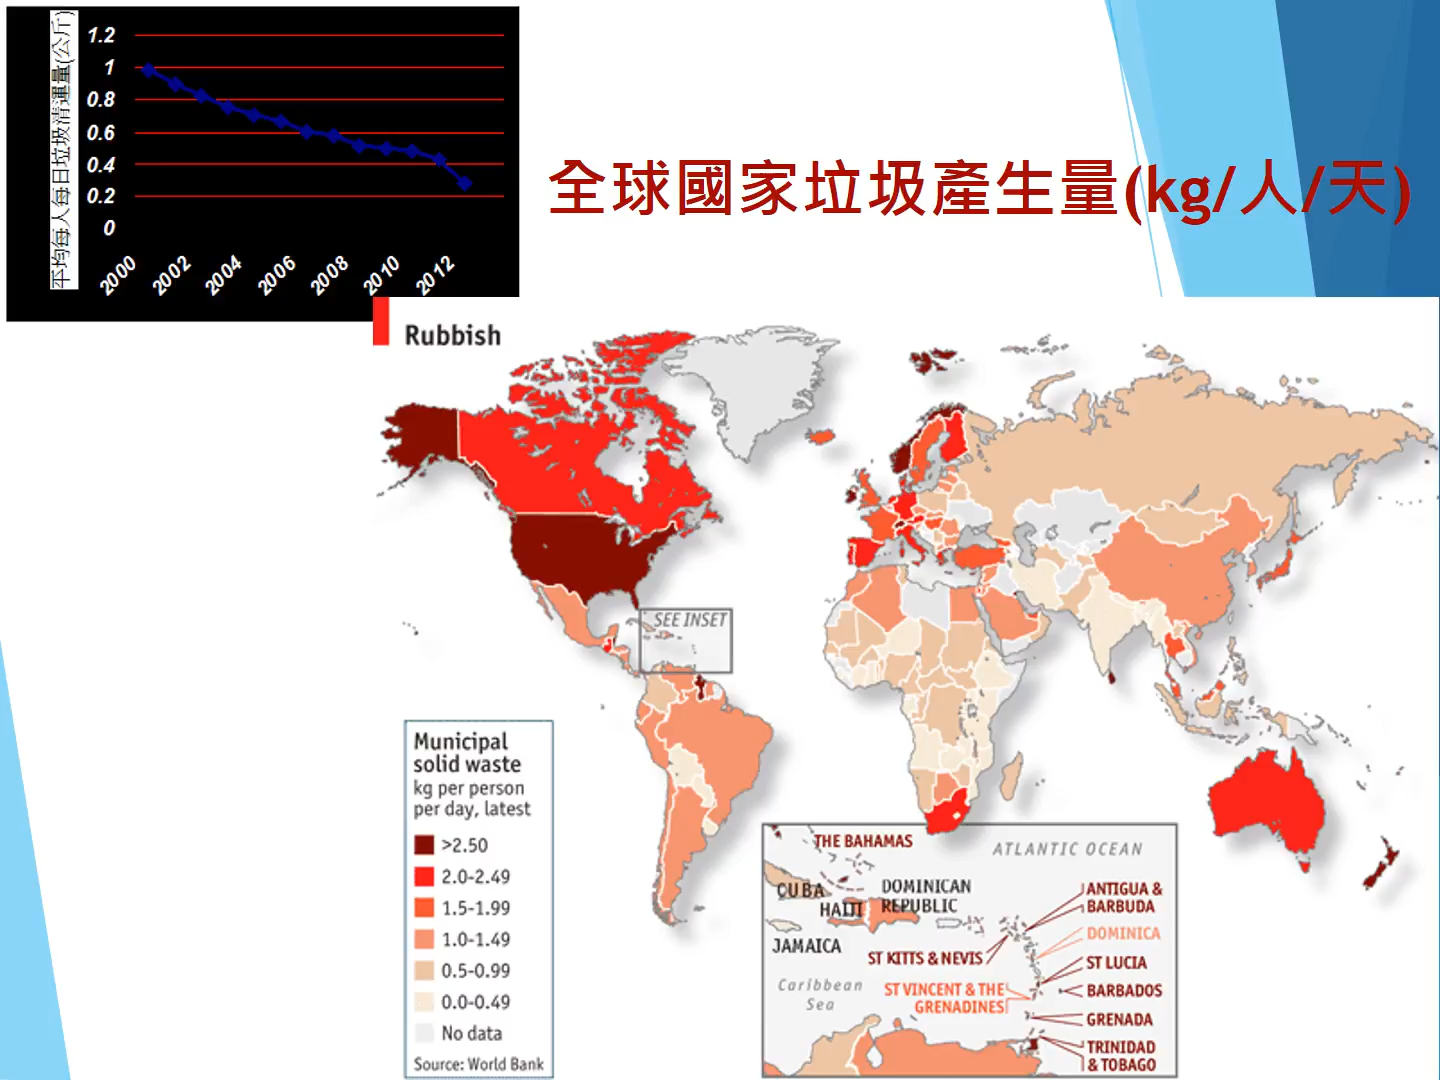 平均每人每日垃圾清運量(公斤)
1.2
1
0.8
0.6
0.4
0.2
0
2000
2002
2004
2006
2008
2010
2012
全球國家垃圾產生量(kg/人/天)
Rubbish
SEE INSET
Municipal
solid waste
kg per person
per day, latest
>2.50
2.0-2.49
1.5-1.99
1.0-1.49
0.5-0.99
0.0-0.49
No data
Source: World Bank
THE BAHAMAS
ATLANTIC OCEAN
CUBA
DOMINICAN
REPUBLIC
HAITI
JAMAICA
ANTIGUA &
BARBUDA
DOMINICA
ST KITTS & NEVIS
ST LUCIA
Caribbean
Sea
ST VINCENT & THE
GRENADINES
BARBADOS
GRENADA
TRINIDAD
& TOBAGO